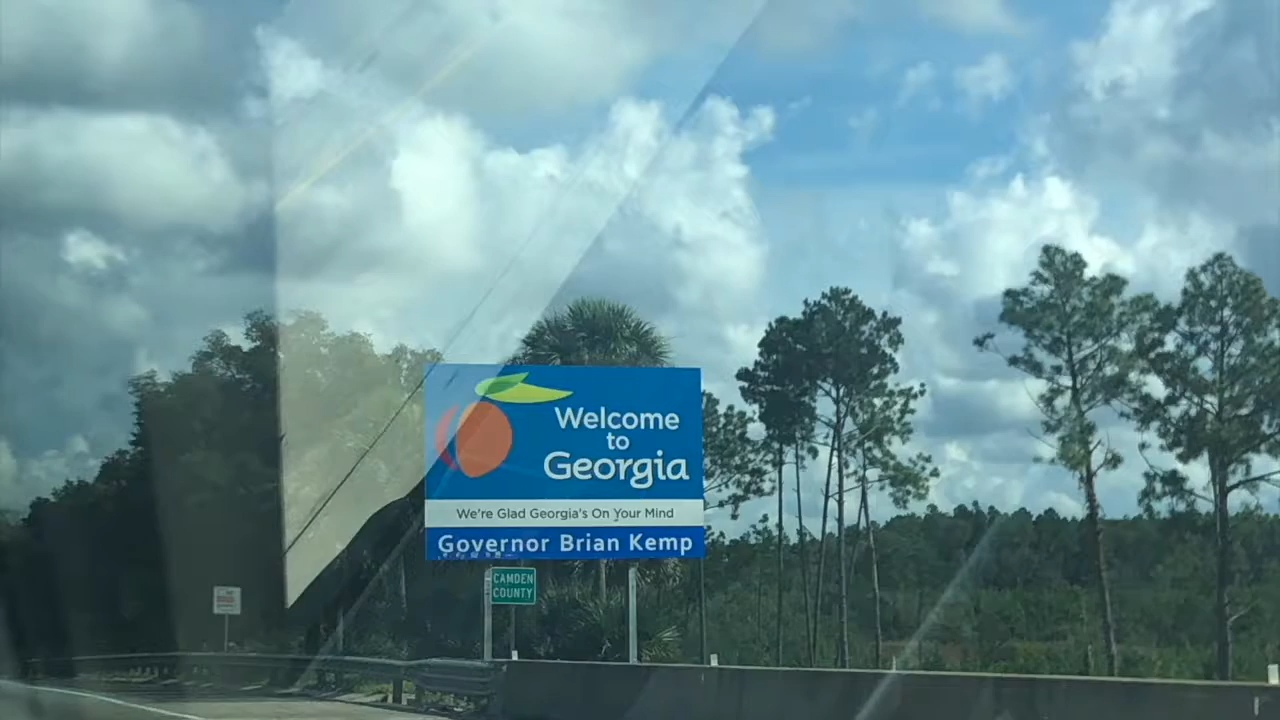 Welcome
to
Georgia
We're Glad Georgia's On Your Mind
Governor Brian Kemp
CAMDEN
COUNTY